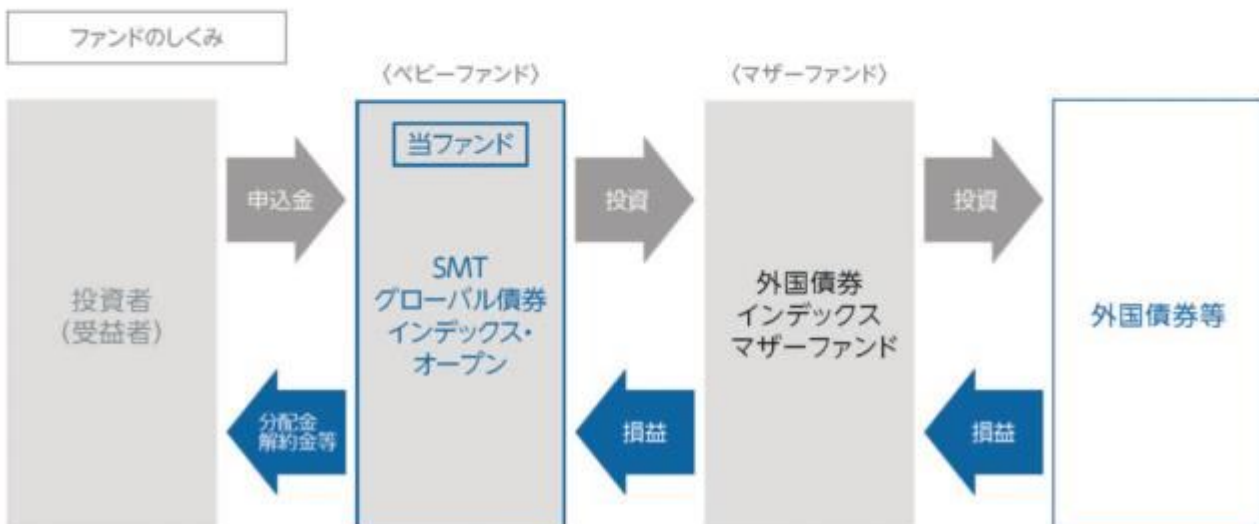 ファンドのしくみ
〈ベビーファンド〉
〈マザーファンド〉
投資者
(受益者)
申込金
分配金
解約金等
当ファンド
SMT
グローバル債券
インデックス・
オープン
投資
損益
外国債券
インデックス
マザーファンド
投資
損益
外国債券等